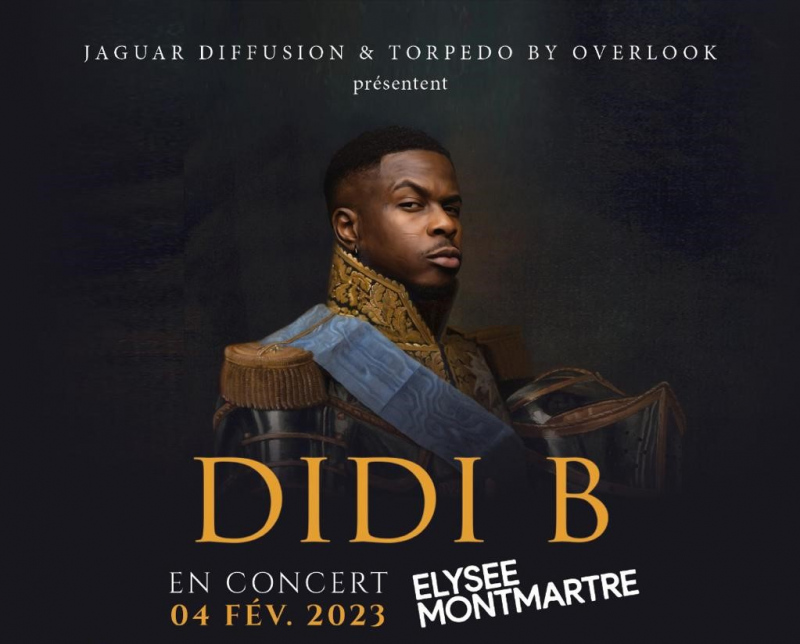 JAGUAR DIFFUSION & TORPEDO BY OVERLOOK
présentent
DIDI B
EN CONCERT
04 FÉV. 2023
ELYSEE
MONTMARTRE